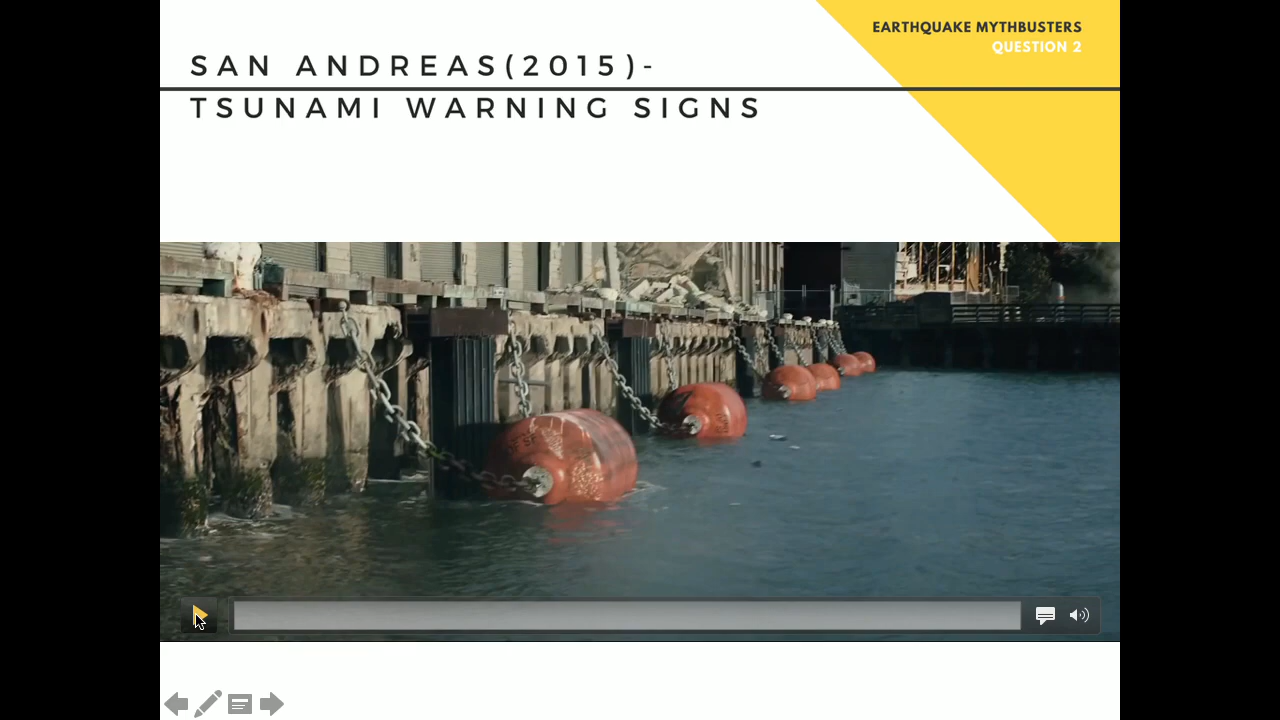 EARTHQUAKE MYTHBUSTERS
QUESTION 2
SAN ANDREAS(2015)-
TSUNAMI WARNING SIGNS